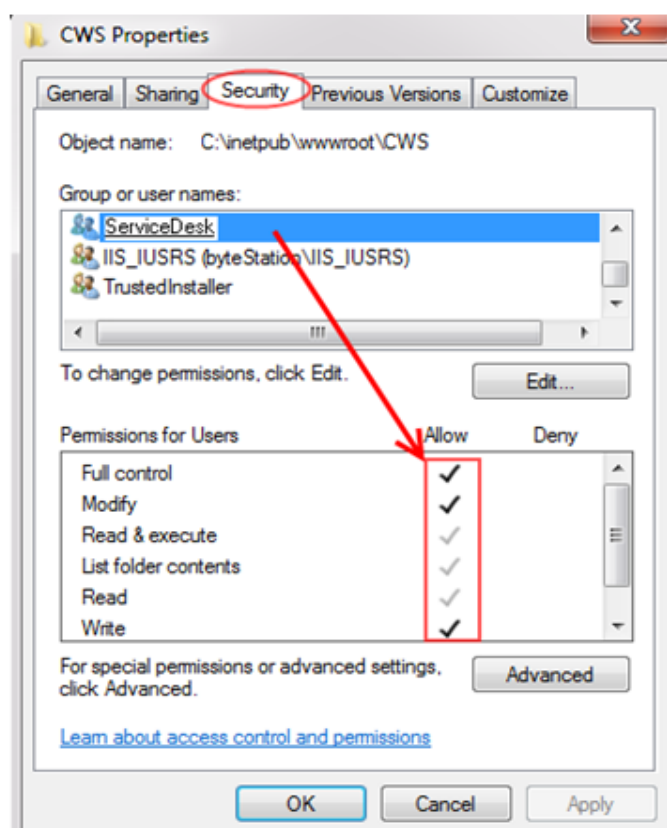 CWS Properties
General Sharing Security Previous Versions Customize
Object name: C:\inetpub\wwwroot\CWS
Group or user names:
ServiceDesk
IIS_IUSRS (byteStation\IIS_IUSRS)
TrustedInstaller
To change permissions, click Edit.
Edit...
Permissions for Users Allow Deny
Full control
Modify
Read & execute
List folder contents
Read
Write
For special permissions or advanced settings,
click Advanced.
Advanced
Learn about access control and permissions
OK Cancel Apply